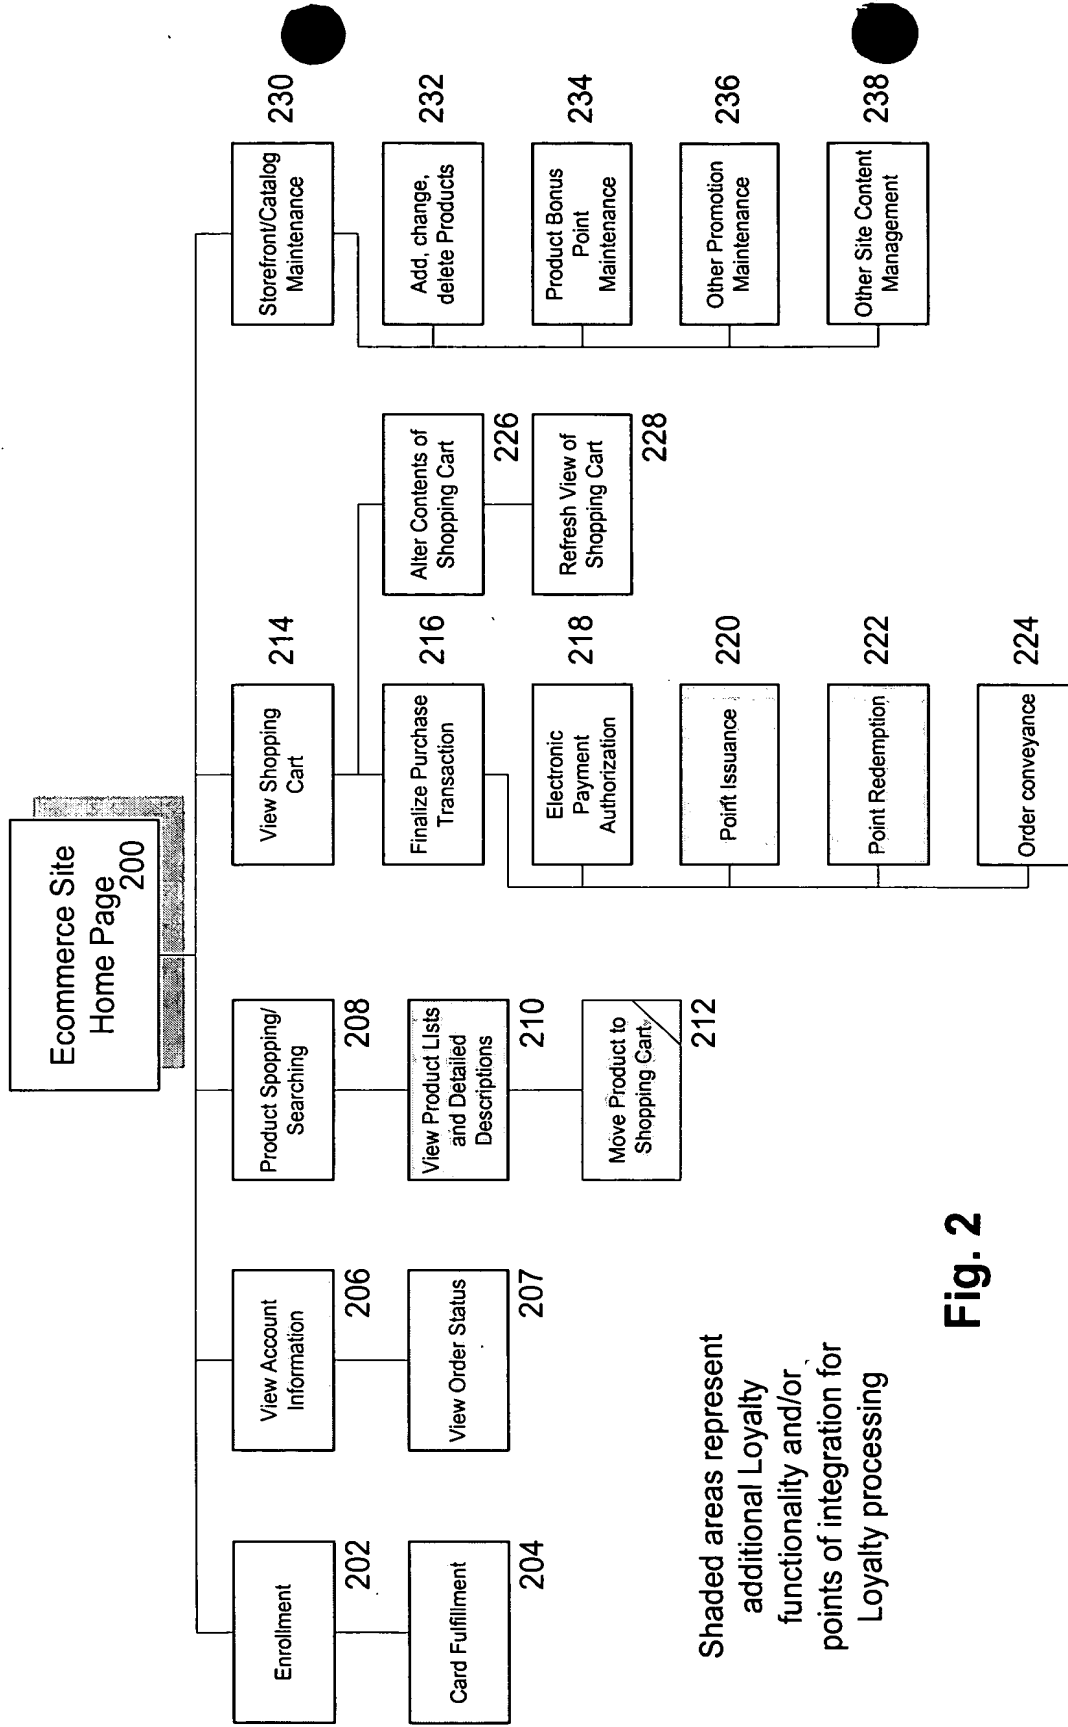 Ecommerce Site
Home Page
200
Enrollment
202
Card Fulfillment
204
View Account
Information
206
View Order Status
207
Product Spopping/
Searching
208
View Product Lists
and Detailed
Descriptions
210
Move Product to
Shopping Cart
212
View Shopping
Cart
214
Finalize Purchase
Transaction
216
Electronic
Payment
Authorization
218
Point Issuance
220
Point Redemption
222
Order conveyance
224
Alter Contents of
Shopping Cart
226
Refresh View of
Shopping Cart
228
Storefront/Catalog
Maintenance
230
Add, change,
delete Products
232
Product Bonus
Point
Maintenance
234
Other Promotion
Maintenance
236
Other Site Content
Management
238
Shaded areas represent
additional Loyalty
functionality and/or
points of integration for
Loyalty processing
Fig. 2